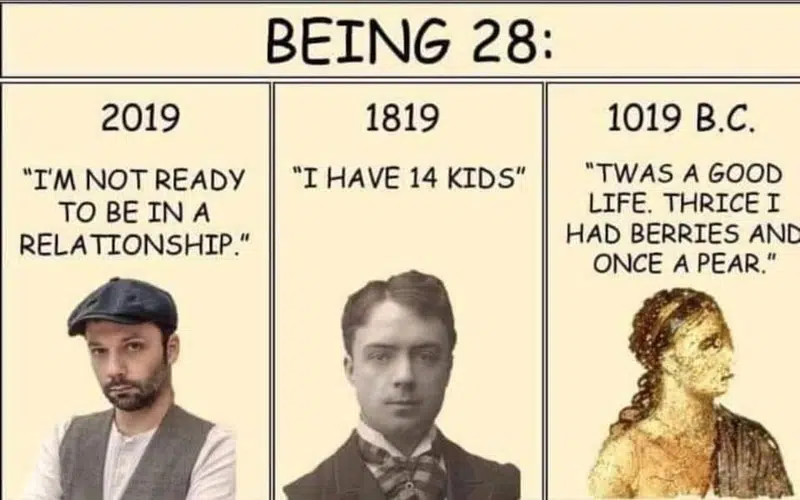 BEING 28:
2019
"I'M NOT READY
TO BE IN A
RELATIONSHIP."
1819
"I HAVE 14 KIDS"
1019 B.C.
"TWAS A GOOD
LIFE. THRICE I
HAD BERRIES AND
ONCE A PEAR."